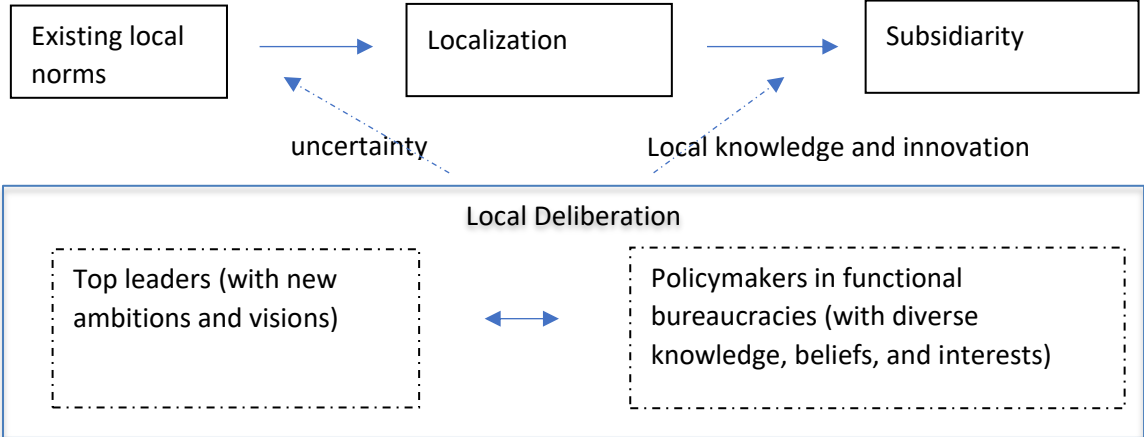 Existing local
norms
Localization
Subsidiarity
uncertainty
Local knowledge and innovation
Local Deliberation
Top leaders (with new
ambitions and visions)
Policymakers in functional
bureaucracies (with diverse
knowledge, beliefs, and interests)